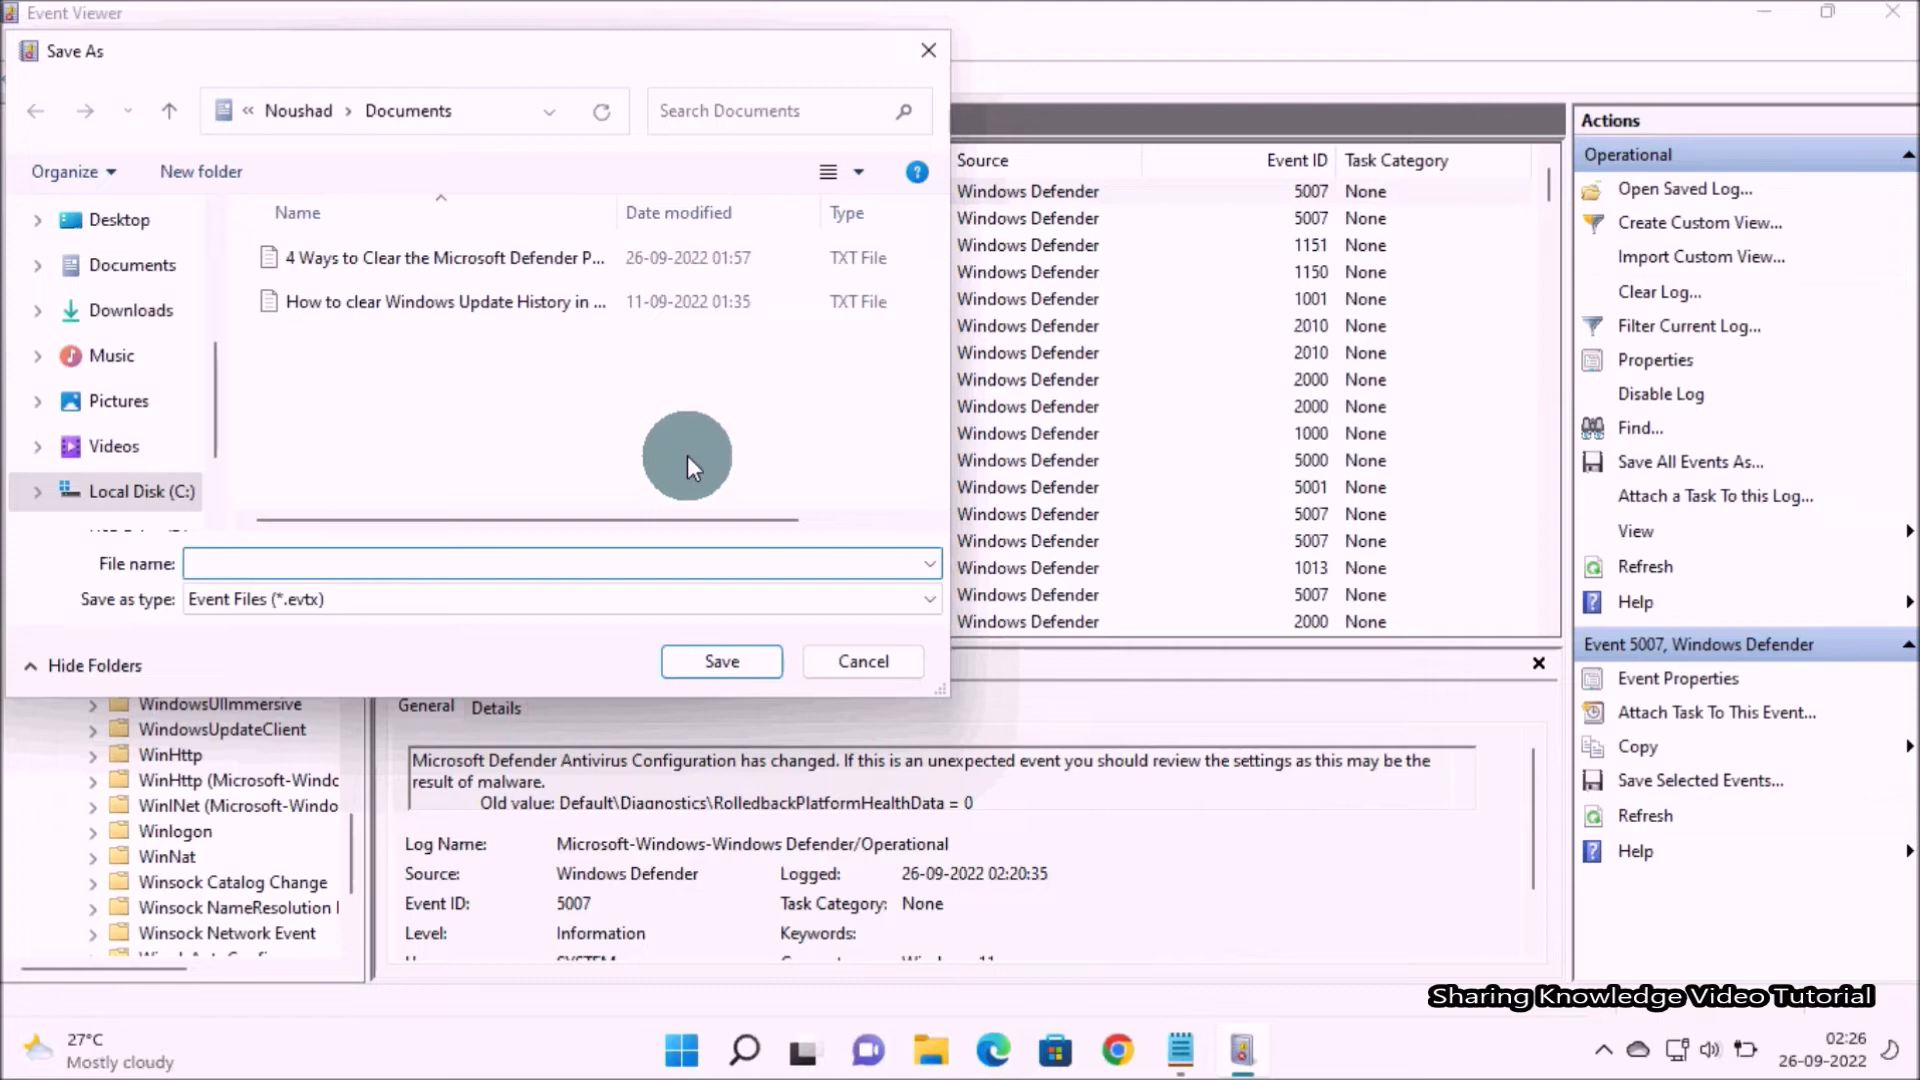 Event Viewer
Save As
« Noushad > Documents
Search Documents
Organize
New folder
Name
Date modified
Type
4 Ways to Clear the Microsoft Defender P...
26-09-2022 01:57
TXT File
How to clear Windows Update History in ...
11-09-2022 01:35
TXT File
Desktop
Documents
Downloads
Music
Pictures
Videos
Local Disk (C:)
File name:
Save as type: Event Files (*.evtx)
Hide Folders
Save
Cancel
Source Event ID Task Category
Windows Defender 5007 None
Windows Defender 5007 None
Windows Defender 1151 None
Windows Defender 1150 None
Windows Defender 1001 None
Windows Defender 2010 None
Windows Defender 2010 None
Windows Defender 2000 None
Windows Defender 2000 None
Windows Defender 1000 None
Windows Defender 5000 None
Windows Defender 5001 None
Windows Defender 5007 None
Windows Defender 5007 None
Windows Defender 1013 None
Windows Defender 5007 None
Windows Defender 2000 None
Actions
Operational
Open Saved Log...
Create Custom View...
Import Custom View...
Clear Log...
Filter Current Log...
Properties
Disable Log
Find...
Save All Events As...
Attach a Task To this Log...
View
Refresh
Help
Event 5007, Windows Defender
Event Properties
Attach Task To This Event...
Copy
Save Selected Events...
Refresh
Help
WindowsUIImmersive
WindowsUpdateClient
WinHttp
WinHttp (Microsoft-Windc
WinINet (Microsoft-Windo
Winlogon
WinNat
Winsock Catalog Change
Winsock NameResolution
Winsock Network Event
General
Details
Microsoft Defender Antivirus Configuration has changed. If this is an unexpected event you should review the settings as this may be the
result of malware.
Old value: Default\Diagnostics\RolledbackPlatformHealthData = 0
Log Name: Microsoft-Windows-Windows Defender/Operational
Source: Windows Defender Logged: 26-09-2022 02:20:35
Event ID: 5007 Task Category: None
Level: Information Keywords:
Sharing Knowledge Video Tutorial
27°C
Mostly cloudy
02:26
26-09-2022